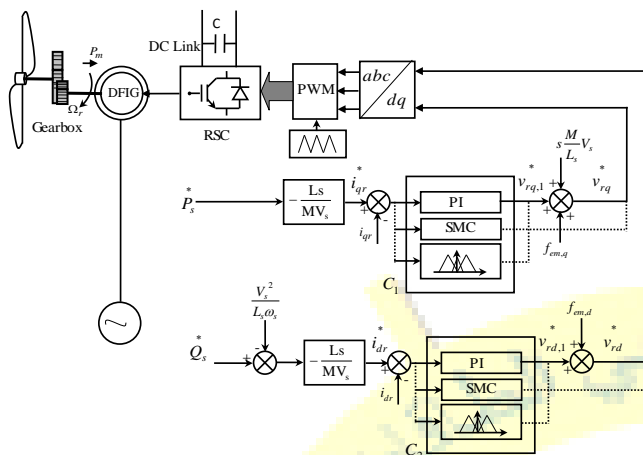 C
DC Link
P_m
DFIG
Ω_r
Gearbox
RSC
PWM
abc
dq
s M/L_s V_s
P_s^*
− Ls/MV_s
i_qr^*
+
-
i_qr
PI
SMC
C_1
v_rq,1^*
+
+
+
v_rq^*
f_em,q
V_s^2/L_sω_s
-
+
Q_s^*
− Ls/MV_s
i_dr^*
+
-
i_dr
PI
SMC
C_2
v_rd,1^*
+
+
v_rd^*
f_em,d